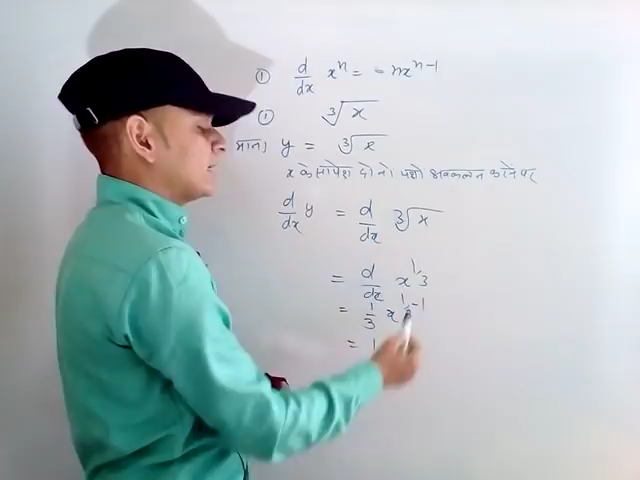 ① d/dx xⁿ = = nxⁿ⁻¹
① ∛x
माना y = ∛x
x के सापेक्ष दोनो पक्षो अवकलन करने पर
d/dx y = d/dx ∛x
= d/dx x^1/3
= 1/3 x^1/3-1
= 1